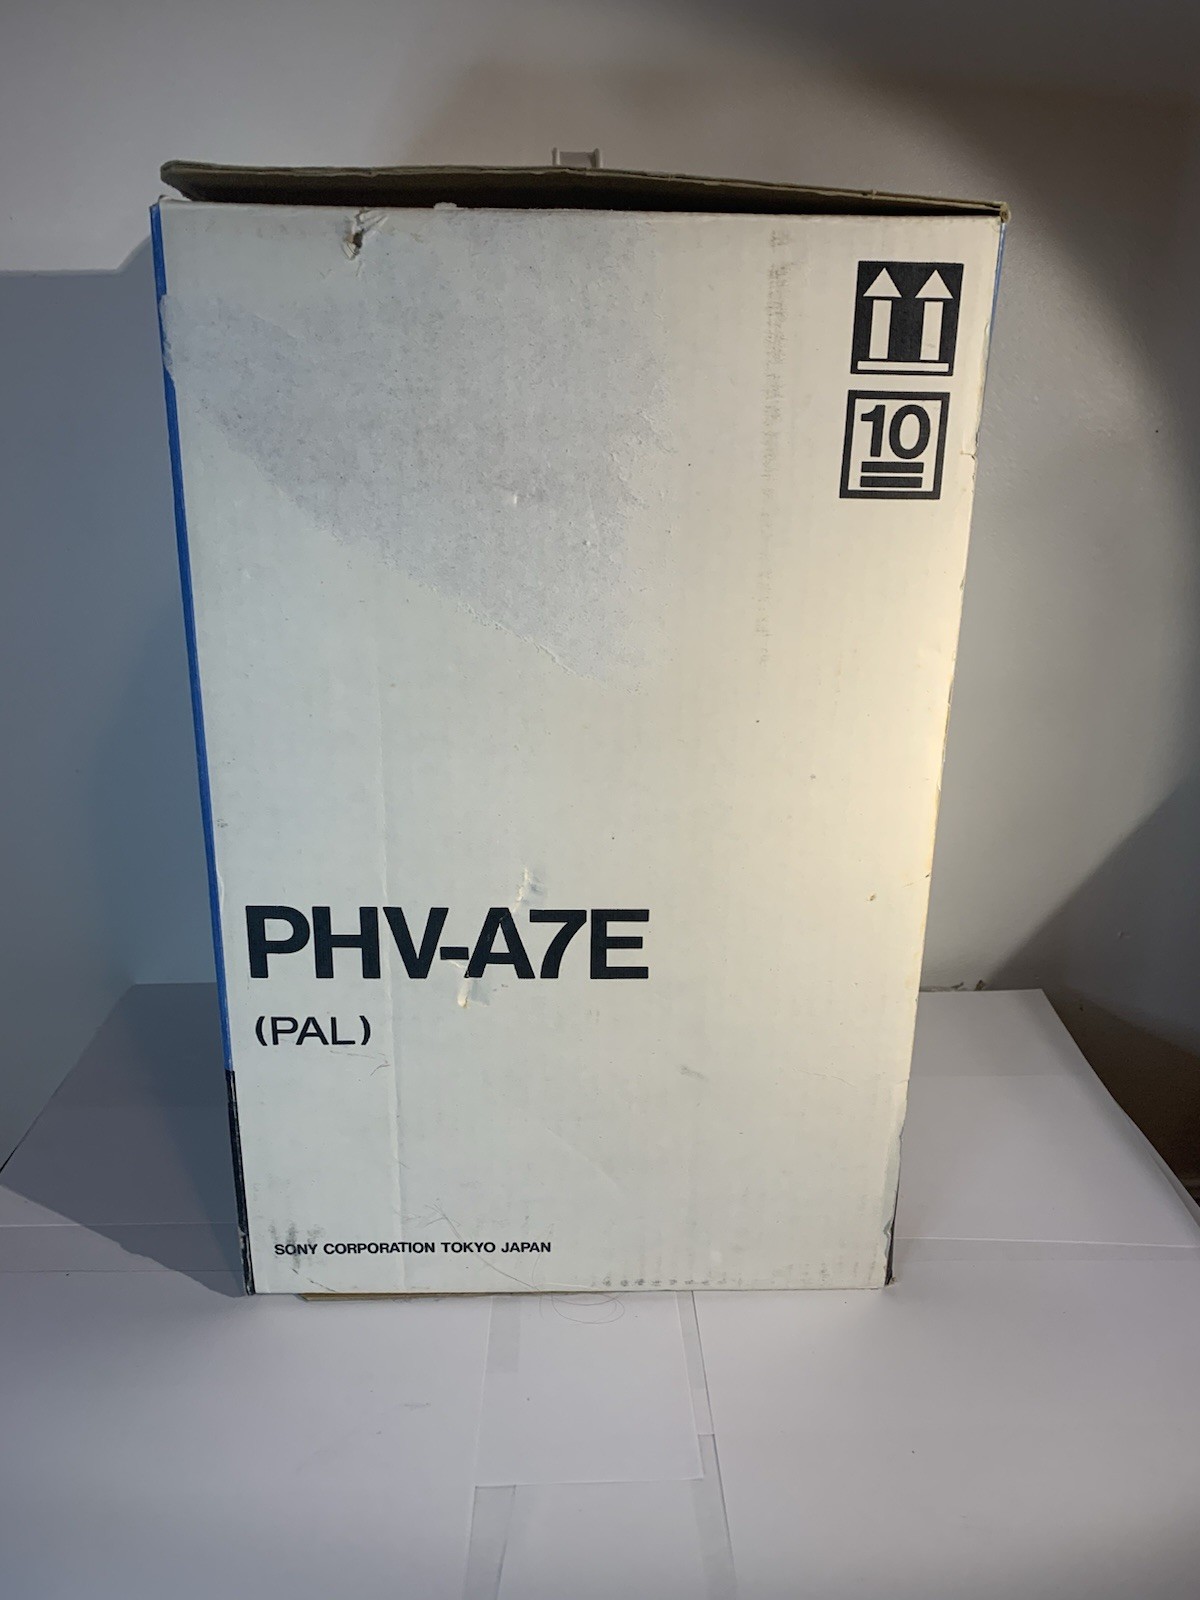 10
PHV-A7E
(PAL)
SONY CORPORATION TOKYO JAPAN